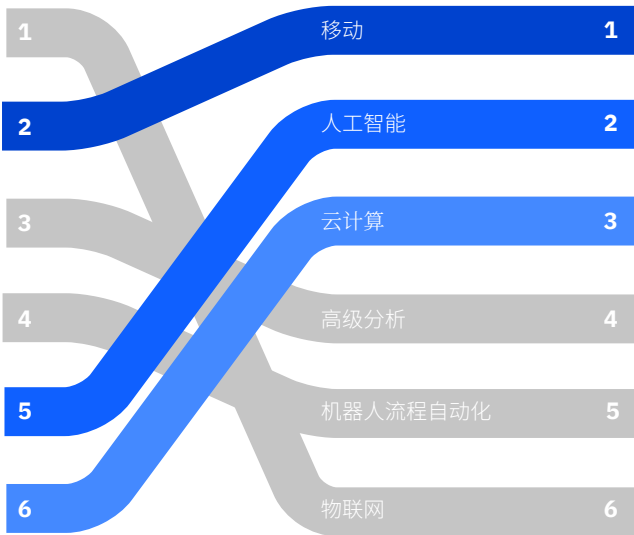 1
移动 1
2
人工智能 2
3
云计算 3
4
高级分析 4
5
机器人流程自动化 5
6
物联网 6